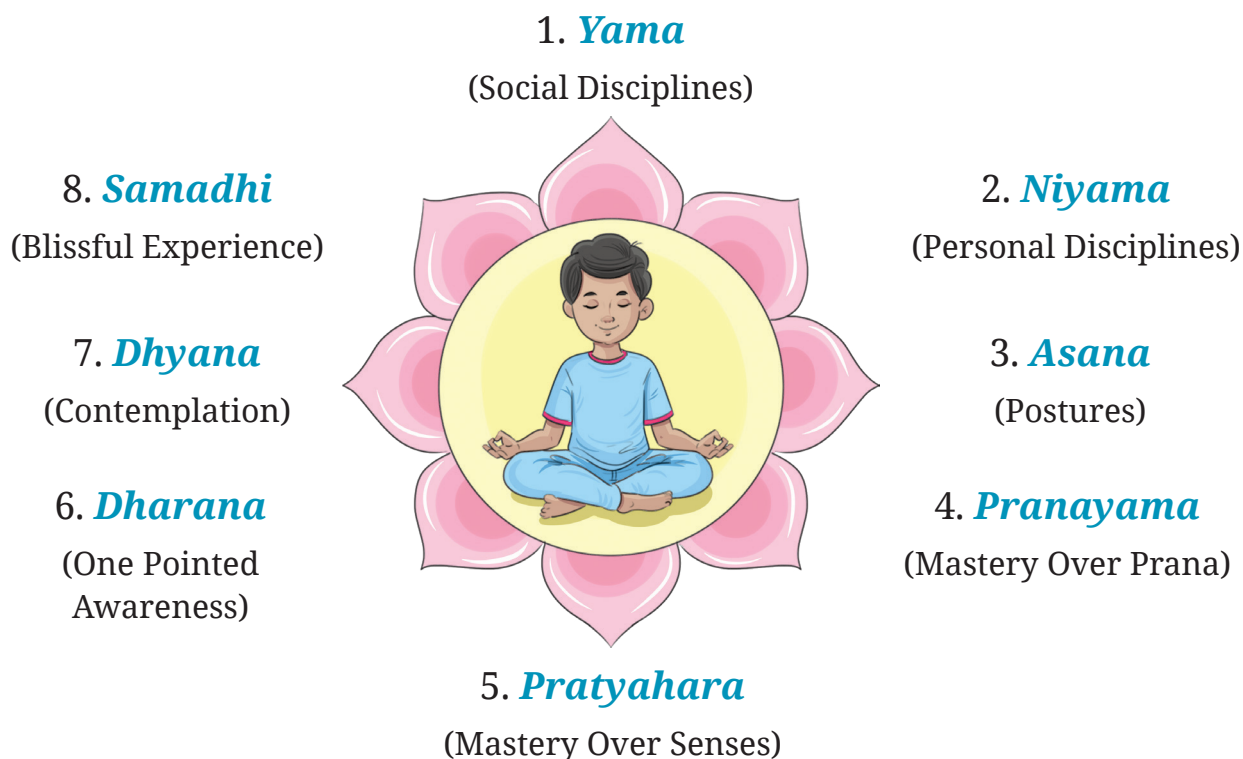 1. Yama
(Social Disciplines)
2. Niyama
(Personal Disciplines)
3. Asana
(Postures)
4. Pranayama
(Mastery Over Prana)
5. Pratyahara
(Mastery Over Senses)
6. Dharana
(One Pointed
Awareness)
7. Dhyana
(Contemplation)
8. Samadhi
(Blissful Experience)